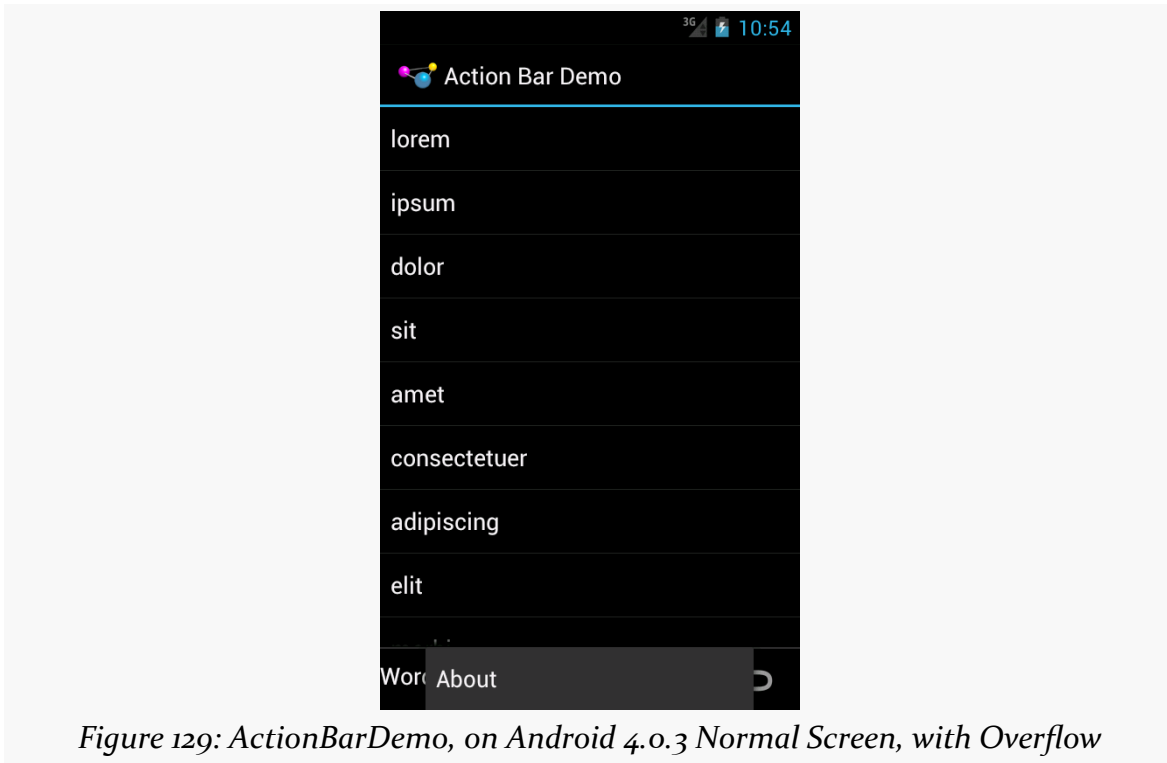 3G 10:54
Action Bar Demo
lorem
ipsum
dolor
sit
amet
consectetuer
adipiscing
elit
About
Figure 129: ActionBarDemo, on Android 4.0.3 Normal Screen, with Overflow